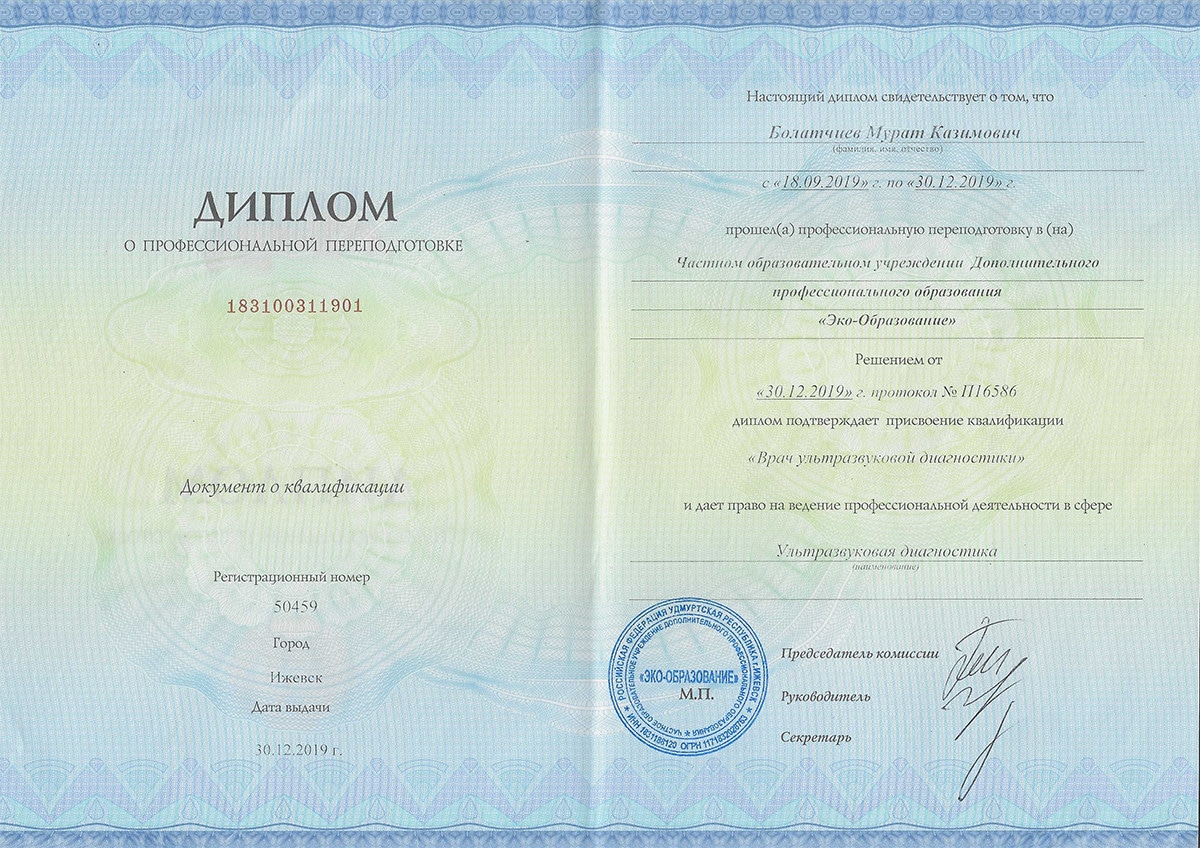 ДИПЛОМ
О ПРОФЕССИОНАЛЬНОЙ ПЕРЕПОДГОТОВКЕ
183100311901
Документ о квалификации
Регистрационный номер
50459
Город
Ижевск
Дата выдачи
30.12.2019 г.
Настоящий диплом свидетельствует о том, что
Болатчиев Мурат Казимович
(фамилия, имя, отчество)
с «18.09.2019» г. по «30.12.2019» г.
прошел(а) профессиональную переподготовку в (на)
Частном образовательном учреждении Дополнительного
профессионального образования
«Эко-Образование»
Решением от
«30.12.2019» г. протокол № П16586
диплом подтверждает присвоение квалификации
«Врач ультразвуковой диагностики»
и дает право на ведение профессиональной деятельности в сфере
Ультразвуковая диагностика
(наименование)
РОССИЙСКАЯ ФЕДЕРАЦИЯ УДМУРТСКАЯ РЕСПУБЛИКА г. ИЖЕВСК
ЧАСТНОЕ ОБРАЗОВАТЕЛЬНОЕ УЧРЕЖДЕНИЕ ДОПОЛНИТЕЛЬНОГО ПРОФЕССИОНАЛЬНОГО ОБРАЗОВАНИЯ
«ЭКО-ОБРАЗОВАНИЕ»
М.П.
ИНН 1831188120 ОГРН 1171832028763
Председатель комиссии
Руководитель
Секретарь